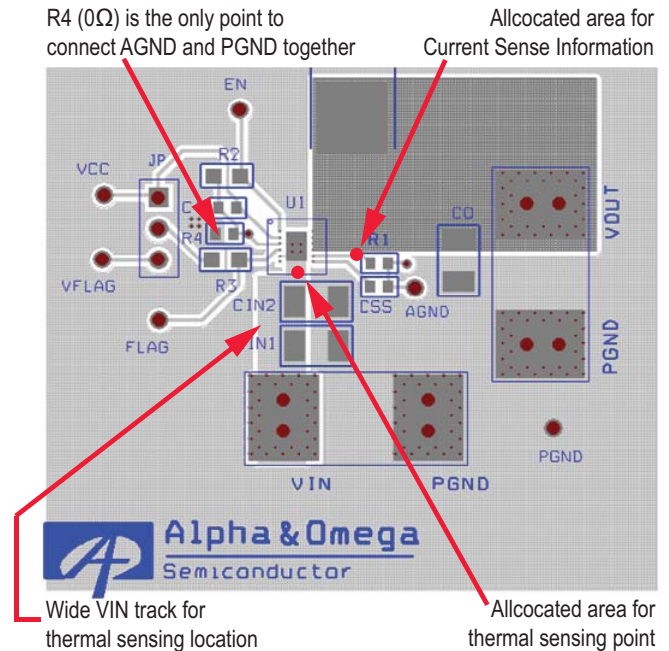 R4 (0Ω) is the only point to
connect AGND and PGND together
Allcocated area for
Current Sense Information
EN
JP
R2
VCC
C
U1
R4
R1
CO
VOUT
R3
VFLAG
CIN2
CSS
AGND
FLAG
IN1
PGND
PGND
VIN
PGND
Alpha & Omega
Semiconductor
Wide VIN track for
thermal sensing location
Allcocated area for
thermal sensing point